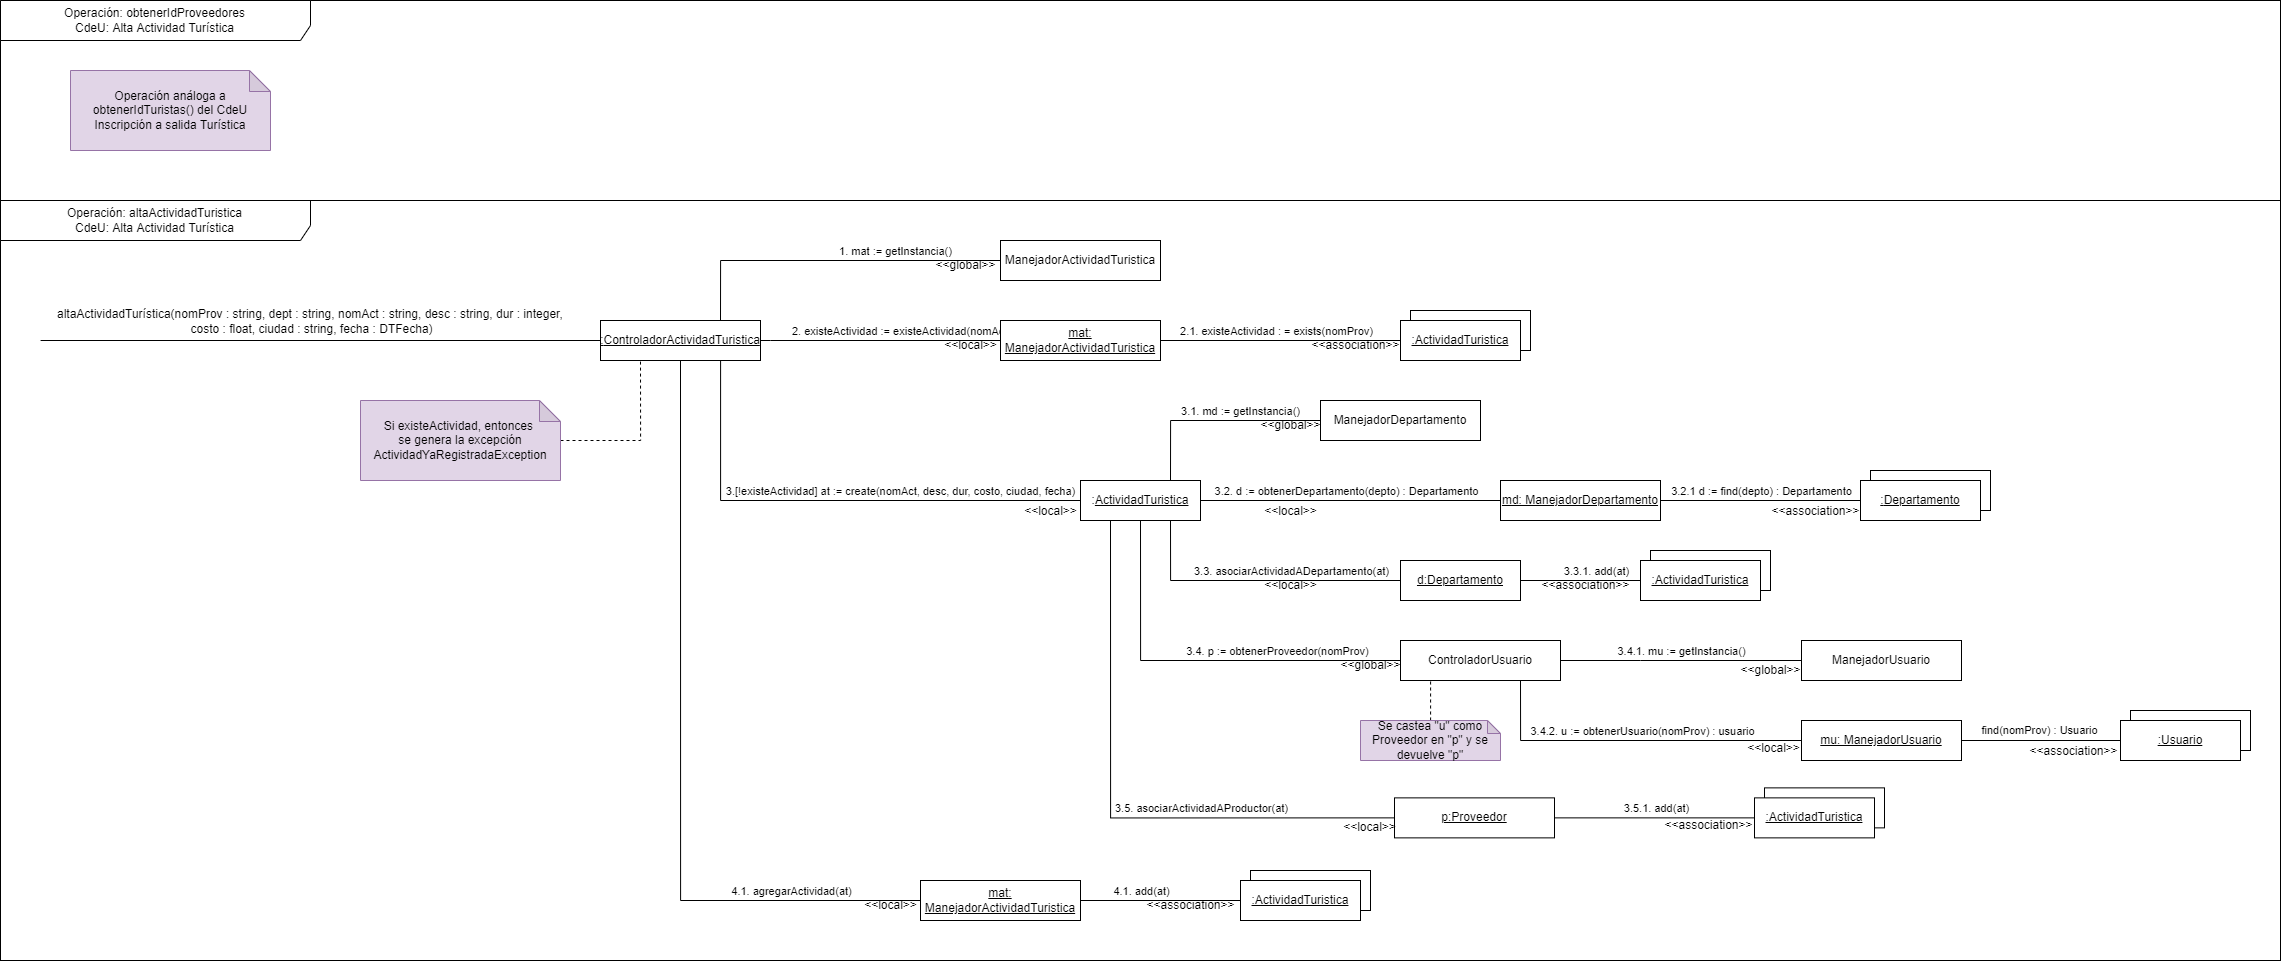 Operación: obtenerIdProveedores
CdeU: Alta Actividad Turística
Operación análoga a
obtenerIdTuristas() del CdeU
Inscripción a salida Turística
Operación: altaActividadTuristica
CdeU: Alta Actividad Turística
1. mat := getInstancia()
<<global>>
ManejadorActividadTuristica
altaActividadTurística(nomProv : string, dept : string, nomAct : string, desc : string, dur : integer,
costo : float, ciudad : string, fecha : DTFecha)
:ControladorActividadTuristica
2. existeActividad := existeActividad(nomAc
<<local>>
mat:
ManejadorActividadTuristica
2.1. existeActividad : = exists(nomProv)
<<association>>
:ActividadTuristica
Si existeActividad, entonces
se genera la excepción
ActividadYaRegistradaException
3.1. md := getInstancia()
<<global>>
ManejadorDepartamento
3.[!existeActividad] at := create(nomAct, desc, dur, costo, ciudad, fecha)
<<local>>
:ActividadTuristica
3.2. d := obtenerDepartamento(depto) : Departamento
<<local>>
md: ManejadorDepartamento
3.2.1 d := find(depto) : Departamento
<<association>>
:Departamento
3.3. asociarActividadADepartamento(at)
<<local>>
d:Departamento
3.3.1. add(at)
<<association>>
:ActividadTuristica
3.4. p := obtenerProveedor(nomProv)
<<global>>
ControladorUsuario
3.4.1. mu := getInstancia()
<<global>>
ManejadorUsuario
Se castea "u" como
Proveedor en "p" y se
devuelve "p"
3.4.2. u := obtenerUsuario(nomProv) : usuario
<<local>>
mu: ManejadorUsuario
find(nomProv) : Usuario
<<association>>
:Usuario
3.5. asociarActividadAProductor(at)
<<local>>
p:Proveedor
3.5.1. add(at)
<<association>>
:ActividadTuristica
4.1. agregarActividad(at)
<<local>>
mat:
ManejadorActividadTuristica
4.1. add(at)
<<association>>
:ActividadTuristica